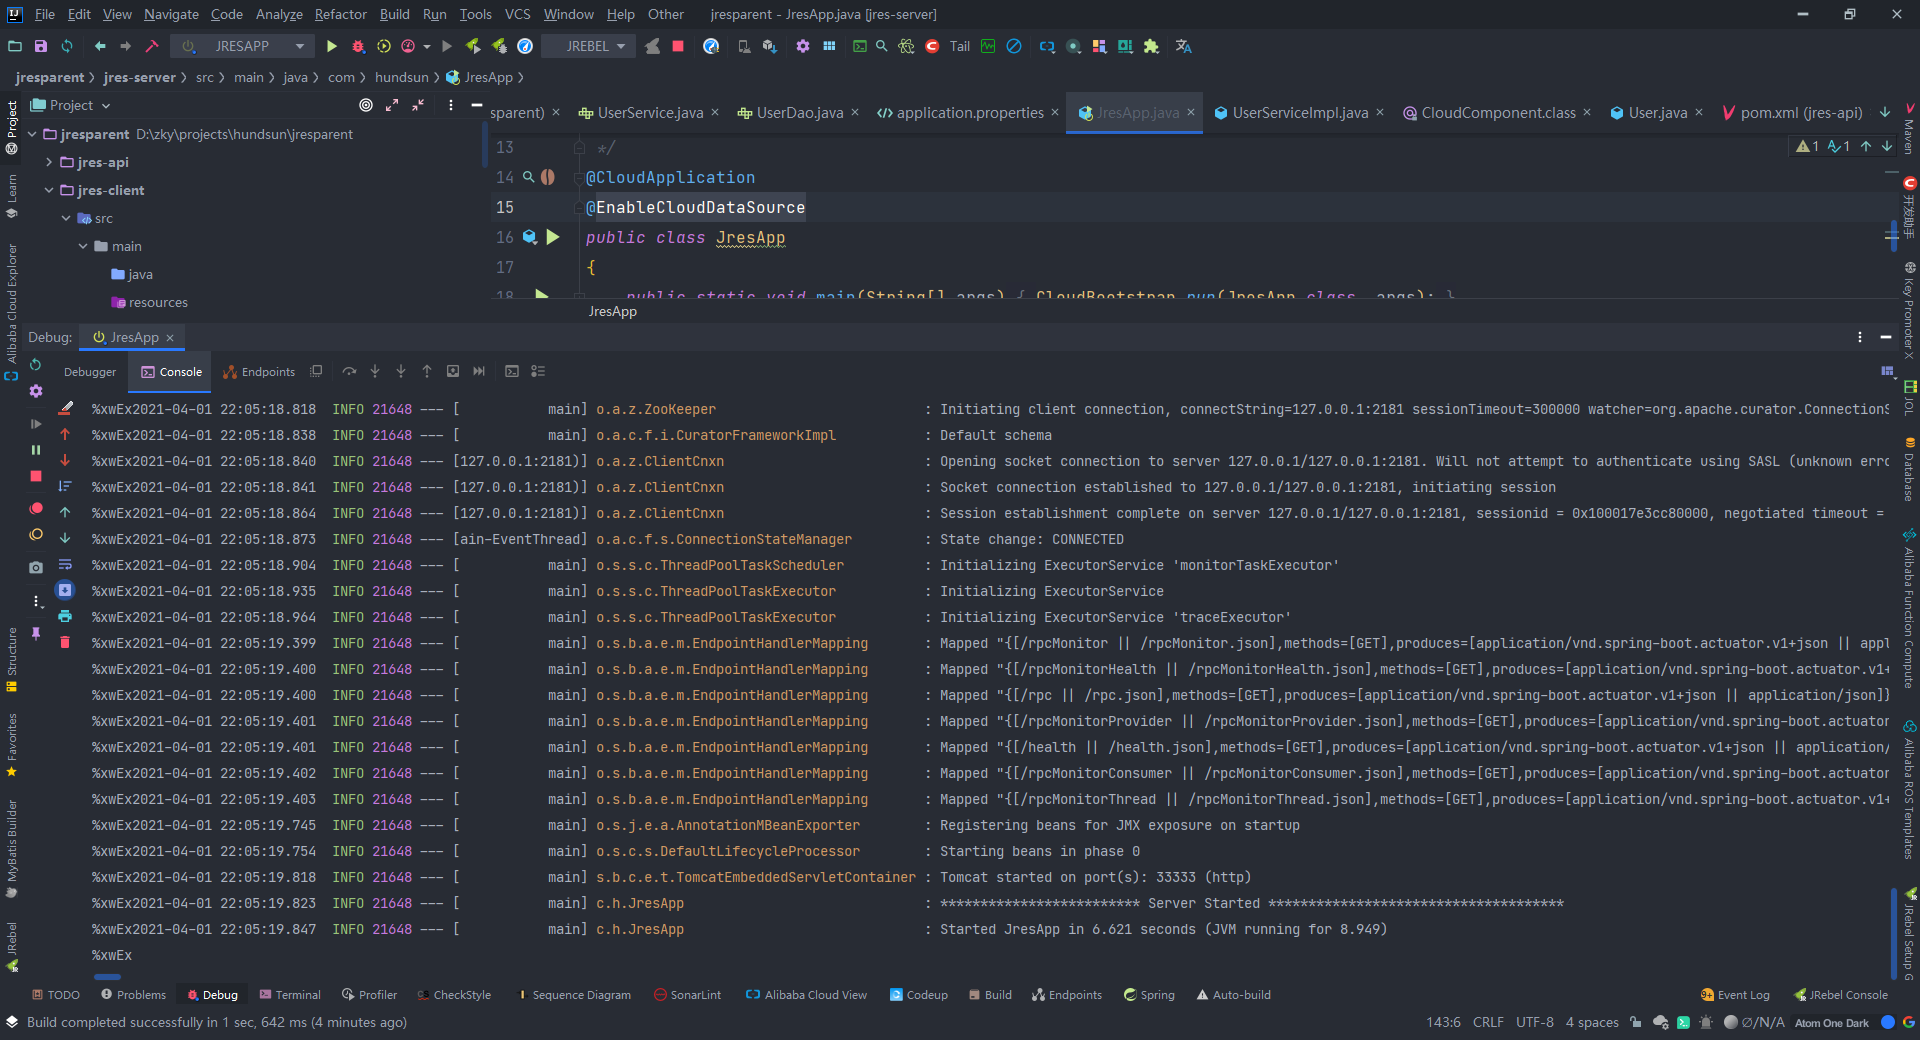 File Edit View Navigate Code Analyze Refactor Build Run Tools VCS Window Help Other jresparent - JresApp.java [jres-server]
JRESAPP JREBEL Tail
jresparent jres-server src main java com hundsun JresApp
Project
sparent) UserService.java UserDao.java application.properties JresApp.java UserServiceImpl.java CloudComponent.class User.java pom.xml (jres-api)
jresparent D:\zky\projects\hundsun\jresparent
jres-api
jres-client
src
main
java
resources
13 */
14 @CloudApplication
15 @EnableCloudDataSource
16 public class JresApp
17 {
18 public static void main(String[] args) { CloudBootstrap.run(JresApp.class, args); }
1 1
JresApp
Debug: JresApp
Debugger Console Endpoints
%xwEx2021-04-01 22:05:18.818 INFO 21648 --- [ main] o.a.z.ZooKeeper : Initiating client connection, connectString=127.0.0.1:2181 sessionTimeout=300000 watcher=org.apache.curator.ConnectionS
%xwEx2021-04-01 22:05:18.838 INFO 21648 --- [ main] o.a.c.f.i.CuratorFrameworkImpl : Default schema
%xwEx2021-04-01 22:05:18.840 INFO 21648 --- [127.0.0.1:2181)] o.a.z.ClientCnxn : Opening socket connection to server 127.0.0.1/127.0.0.1:2181. Will not attempt to authenticate using SASL (unknown erro
%xwEx2021-04-01 22:05:18.841 INFO 21648 --- [127.0.0.1:2181)] o.a.z.ClientCnxn : Socket connection established to 127.0.0.1/127.0.0.1:2181, initiating session
%xwEx2021-04-01 22:05:18.864 INFO 21648 --- [127.0.0.1:2181)] o.a.z.ClientCnxn : Session establishment complete on server 127.0.0.1/127.0.0.1:2181, sessionid = 0x100017e3cc80000, negotiated timeout =
%xwEx2021-04-01 22:05:18.873 INFO 21648 --- [ain-EventThread] o.a.c.f.s.ConnectionStateManager : State change: CONNECTED
%xwEx2021-04-01 22:05:18.904 INFO 21648 --- [ main] o.s.s.c.ThreadPoolTaskScheduler : Initializing ExecutorService 'monitorTaskExecutor'
%xwEx2021-04-01 22:05:18.935 INFO 21648 --- [ main] o.s.s.c.ThreadPoolTaskExecutor : Initializing ExecutorService
%xwEx2021-04-01 22:05:18.964 INFO 21648 --- [ main] o.s.s.c.ThreadPoolTaskExecutor : Initializing ExecutorService 'traceExecutor'
%xwEx2021-04-01 22:05:19.399 INFO 21648 --- [ main] o.s.b.a.e.m.EndpointHandlerMapping : Mapped "{[/rpcMonitor || /rpcMonitor.json],methods=[GET],produces=[application/vnd.spring-boot.actuator.v1+json || appl
%xwEx2021-04-01 22:05:19.400 INFO 21648 --- [ main] o.s.b.a.e.m.EndpointHandlerMapping : Mapped "{[/rpcMonitorHealth || /rpcMonitorHealth.json],methods=[GET],produces=[application/vnd.spring-boot.actuator.v1+
%xwEx2021-04-01 22:05:19.400 INFO 21648 --- [ main] o.s.b.a.e.m.EndpointHandlerMapping : Mapped "{[/rpc || /rpc.json],methods=[GET],produces=[application/vnd.spring-boot.actuator.v1+json || application/json]}
%xwEx2021-04-01 22:05:19.401 INFO 21648 --- [ main] o.s.b.a.e.m.EndpointHandlerMapping : Mapped "{[/rpcMonitorProvider || /rpcMonitorProvider.json],methods=[GET],produces=[application/vnd.spring-boot.actuator
%xwEx2021-04-01 22:05:19.401 INFO 21648 --- [ main] o.s.b.a.e.m.EndpointHandlerMapping : Mapped "{[/health || /health.json],methods=[GET],produces=[application/vnd.spring-boot.actuator.v1+json || application/
%xwEx2021-04-01 22:05:19.402 INFO 21648 --- [ main] o.s.b.a.e.m.EndpointHandlerMapping : Mapped "{[/rpcMonitorConsumer || /rpcMonitorConsumer.json],methods=[GET],produces=[application/vnd.spring-boot.actuator
%xwEx2021-04-01 22:05:19.403 INFO 21648 --- [ main] o.s.b.a.e.m.EndpointHandlerMapping : Mapped "{[/rpcMonitorThread || /rpcMonitorThread.json],methods=[GET],produces=[application/vnd.spring-boot.actuator.v1+
%xwEx2021-04-01 22:05:19.745 INFO 21648 --- [ main] o.s.j.e.a.AnnotationMBeanExporter : Registering beans for JMX exposure on startup
%xwEx2021-04-01 22:05:19.754 INFO 21648 --- [ main] o.s.c.s.DefaultLifecycleProcessor : Starting beans in phase 0
%xwEx2021-04-01 22:05:19.818 INFO 21648 --- [ main] s.b.c.e.t.TomcatEmbeddedServletContainer : Tomcat started on port(s): 33333 (http)
%xwEx2021-04-01 22:05:19.823 INFO 21648 --- [ main] c.h.JresApp : ************************* Server Started *************************************
%xwEx2021-04-01 22:05:19.847 INFO 21648 --- [ main] c.h.JresApp : Started JresApp in 6.621 seconds (JVM running for 8.949)
%xwEx
TODO Problems Debug Terminal Profiler CheckStyle Sequence Diagram SonarLint Alibaba Cloud View Codeup Build Endpoints Spring Auto-build 9+ Event Log JRebel Console
Build completed successfully in 1 sec, 642 ms (4 minutes ago) 143:6 CRLF UTF-8 4 spaces Ø/N/A Atom One Dark
Project
Learn
Alibaba Cloud Explorer
Structure
Favorites
MyBatis Builder
JRebel
Maven
开发助手
Key Promoter X
JOL
Database
Alibaba Function Compute
Alibaba ROS Templates
JRebel Setup G